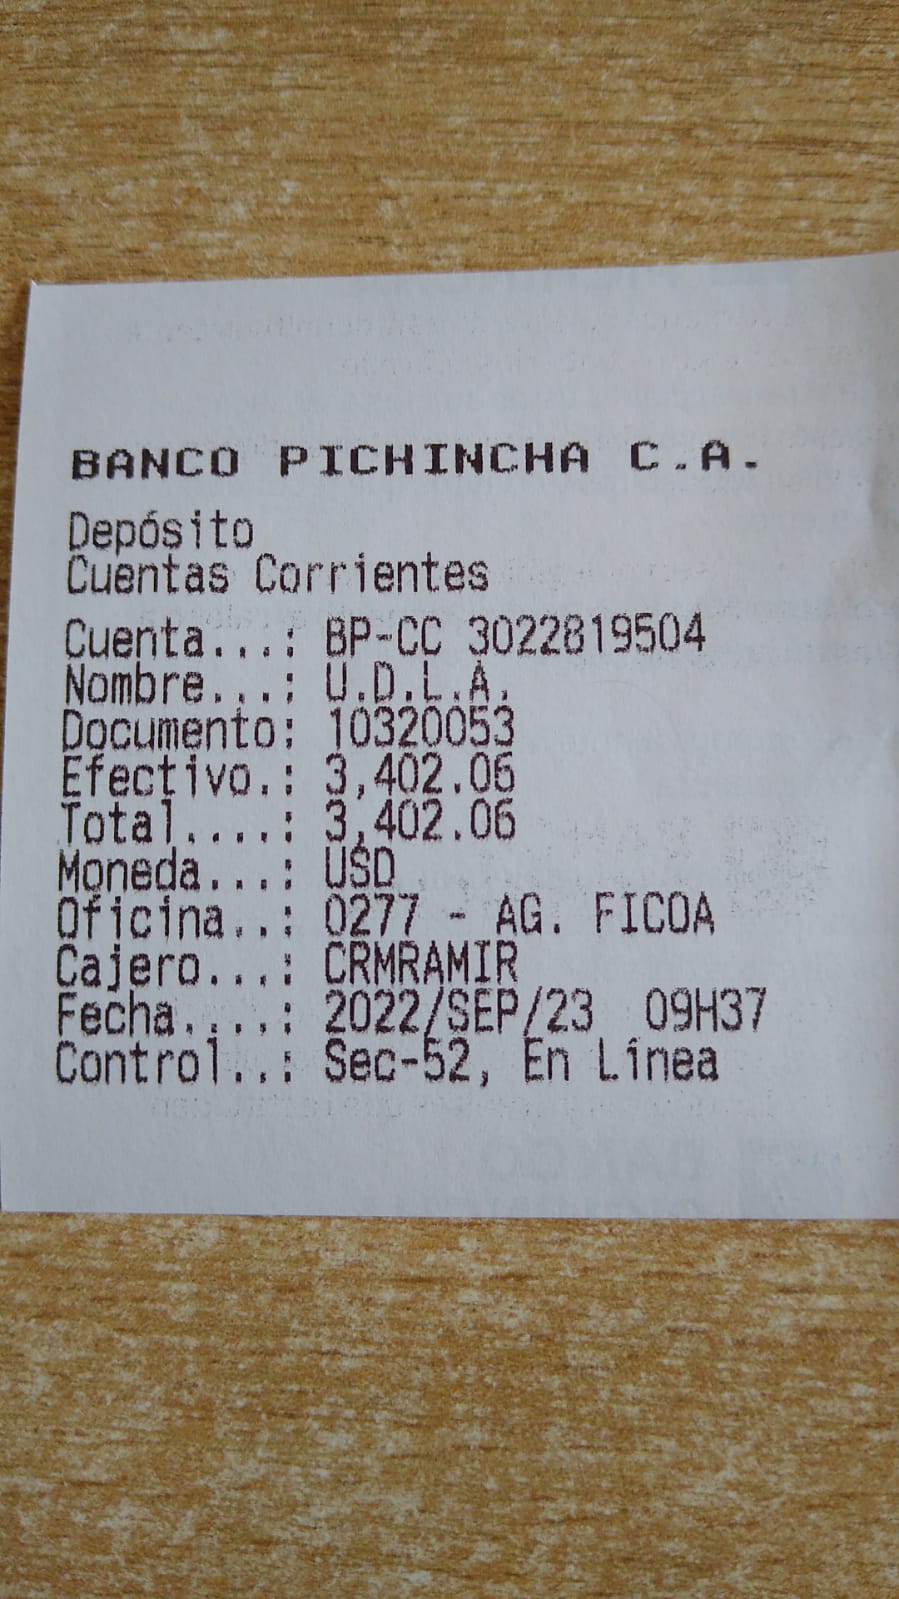 BANCO PICHINCHA C.A.
Depósito
Cuentas Corrientes
Cuenta...: BP-CC 3022819504
Nombre...: U.D.L.A.
Documento: 10320053
Efectivo.: 3,402.06
Total....: 3,402.06
Moneda...: USD
Oficina..: 0277 - AG. FICOA
Cajero...: CRMRAMIR
Fecha....: 2022/SEP/23 09H37
Control..: Sec-52, En Línea